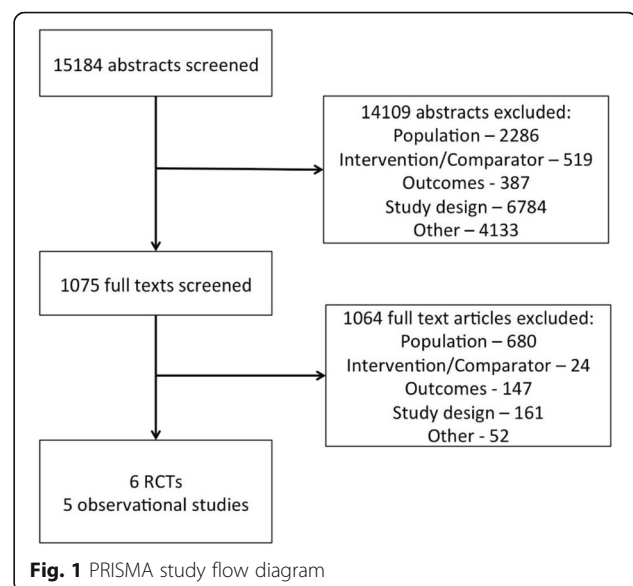 15184 abstracts screened
14109 abstracts excluded:
Population – 2286
Intervention/Comparator – 519
Outcomes - 387
Study design – 6784
Other – 4133
1075 full texts screened
1064 full text articles excluded:
Population – 680
Intervention/Comparator – 24
Outcomes - 147
Study design – 161
Other - 52
6 RCTs
5 observational studies
Fig. 1 PRISMA study flow diagram